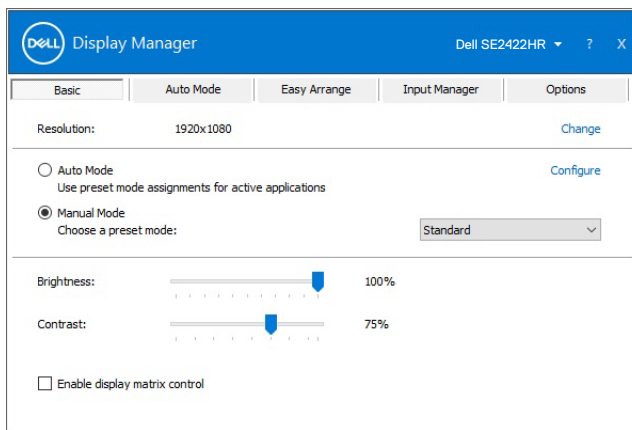 DELL Display Manager Dell SE2422HR ? X
Basic Auto Mode Easy Arrange Input Manager Options
Resolution: 1920x1080 Change
Auto Mode Configure
Use preset mode assignments for active applications
Manual Mode
Choose a preset mode: Standard
Brightness: 100%
Contrast: 75%
Enable display matrix control